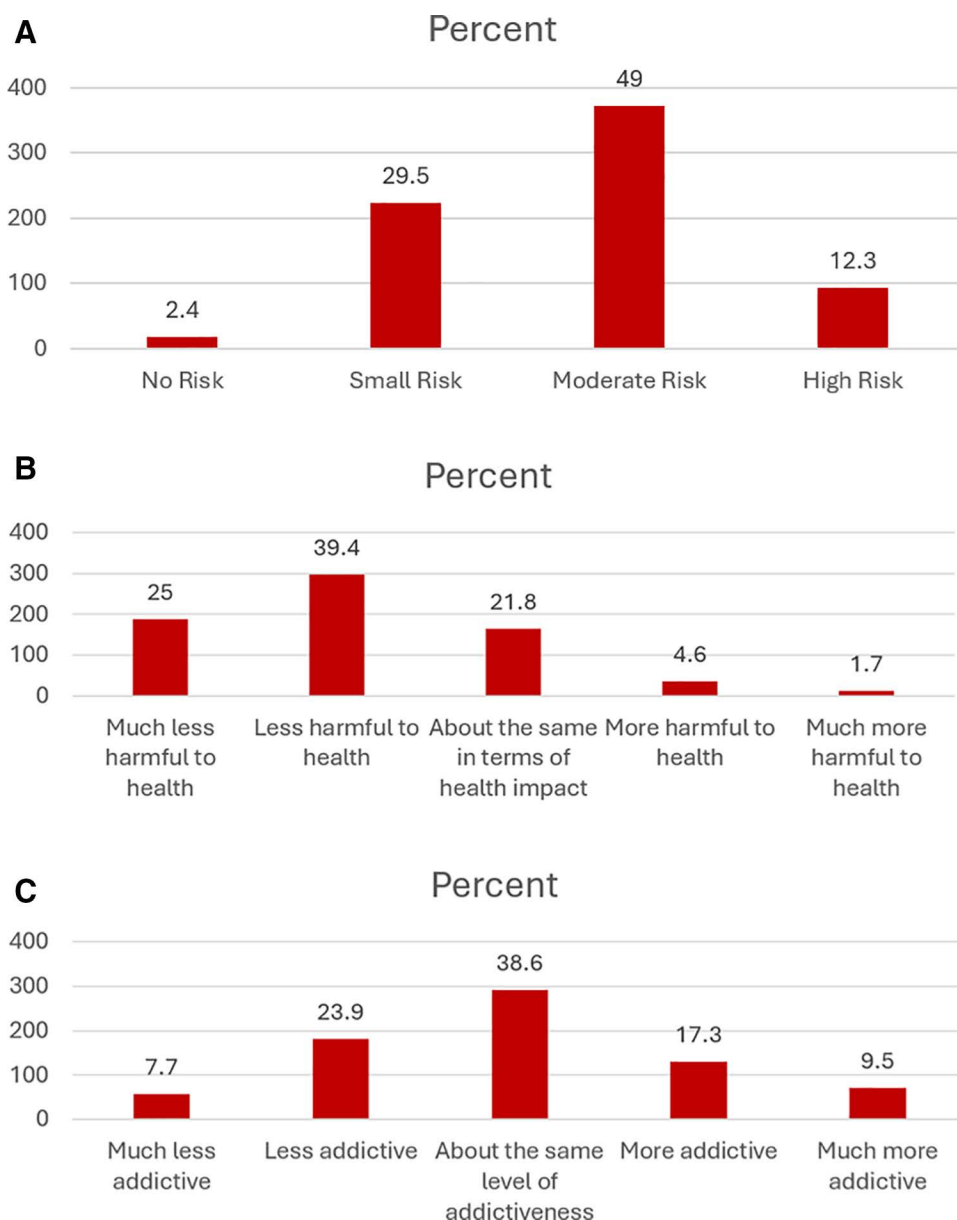 A
Percent
400
300
200
100
0
2.4
29.5
49
12.3
No Risk
Small Risk
Moderate Risk
High Risk
B
Percent
400
300
200
100
0
25
39.4
21.8
4.6
1.7
Much less
harmful to
health
Less harmful to
health
About the same
in terms of
health impact
More harmful to
health
Much more
harmful to
health
C
Percent
400
300
200
100
0
7.7
23.9
38.6
17.3
9.5
Much less
addictive
Less addictive
About the same
level of
addictiveness
More addictive
Much more
addictive